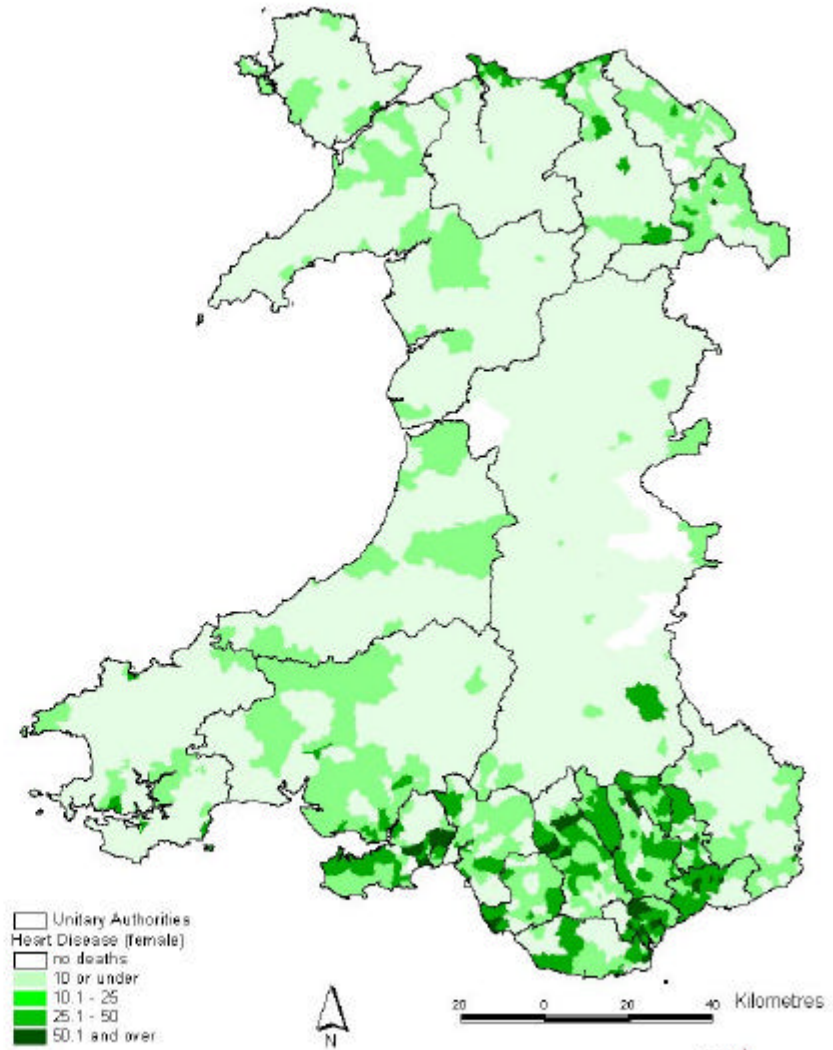 Unitary Authorities
Heart Disease (female)
no deaths
10 or under
10.1 - 25
25.1 - 50
50.1 and over
N
20 0 20 40 Kilometres